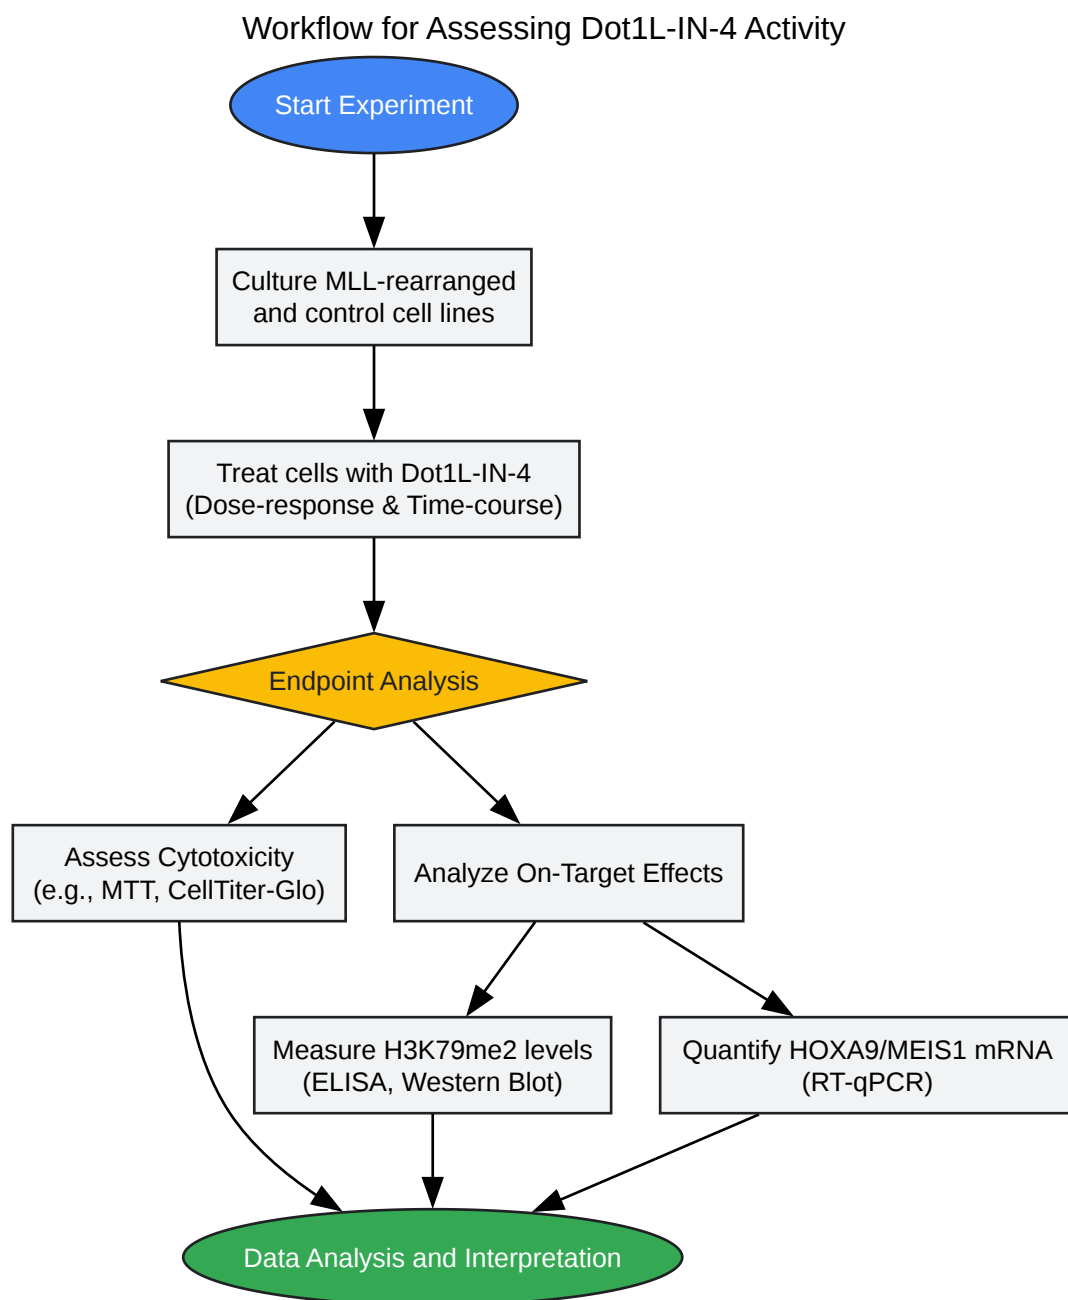 Workflow for Assessing Dot1L-IN-4 Activity
Start Experiment
Culture MLL-rearranged
and control cell lines
Treat cells with Dot1L-IN-4
(Dose-response & Time-course)
Endpoint Analysis
Assess Cytotoxicity
(e.g., MTT, CellTiter-Glo)
Analyze On-Target Effects
Measure H3K79me2 levels
(ELISA, Western Blot)
Quantify HOXA9/MEIS1 mRNA
(RT-qPCR)
Data Analysis and Interpretation